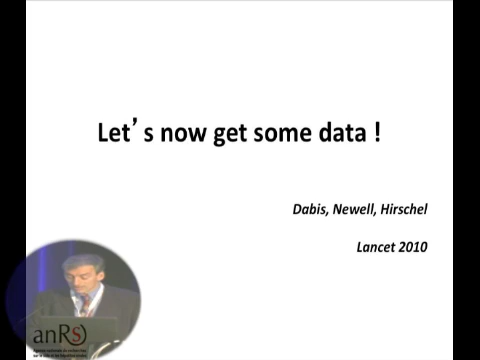 Let's now get some data !
Dabis, Newell, Hirschel
Lancet 2010
anRS